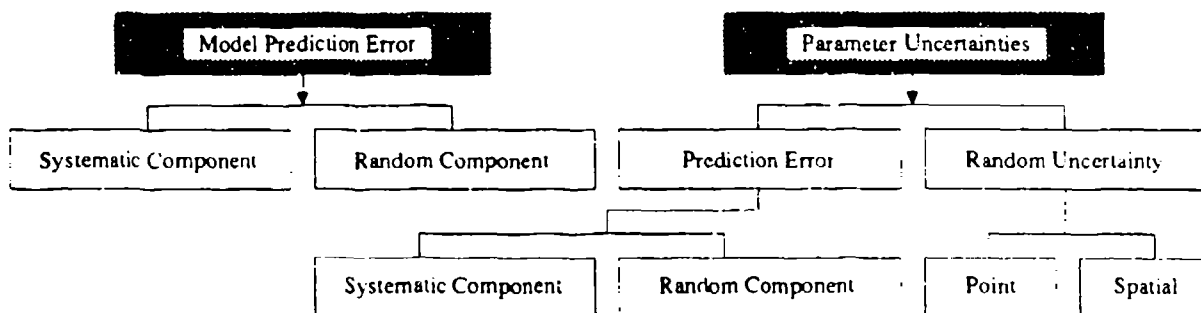 Model Prediction Error
Parameter Uncertainties
Systematic Component
Random Component
Prediction Error
Random Uncertainty
Systematic Component
Random Component
Point
Spatial